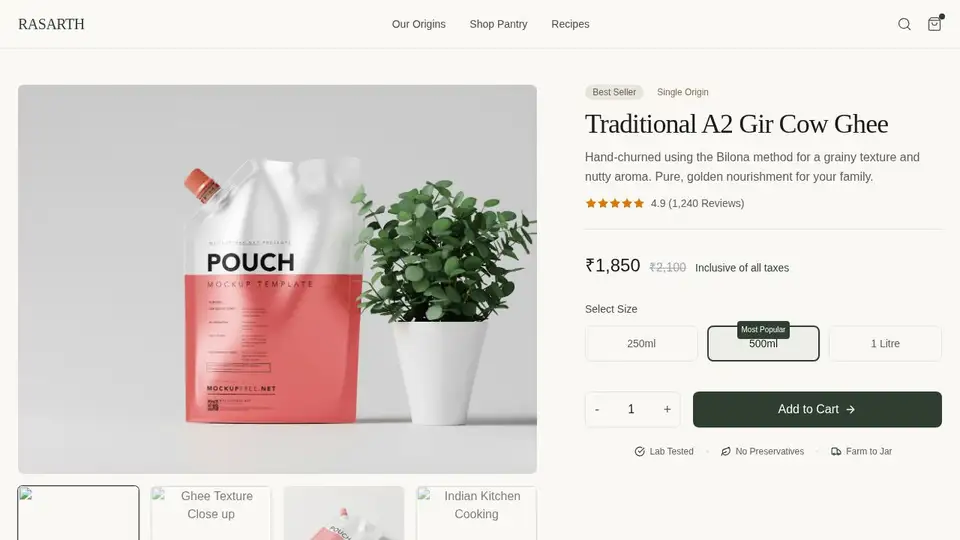 RASARTH
Our Origins
Shop Pantry
Recipes
POUCH
MOCKUP TEMPLATE
MOCKUPFREE.NET
Best Seller
Single Origin
Traditional A2 Gir Cow Ghee
Hand-churned using the Bilona method for a grainy texture and
nutty aroma. Pure, golden nourishment for your family.
4.9 (1,240 Reviews)
₹1,850 ₹2,100 Inclusive of all taxes
Select Size
Most Popular
250ml
500ml
1 Litre
- 1 +
Add to Cart
Lab Tested
No Preservatives
Farm to Jar
Ghee Texture
Close up
POUCH
Indian Kitchen
Cooking